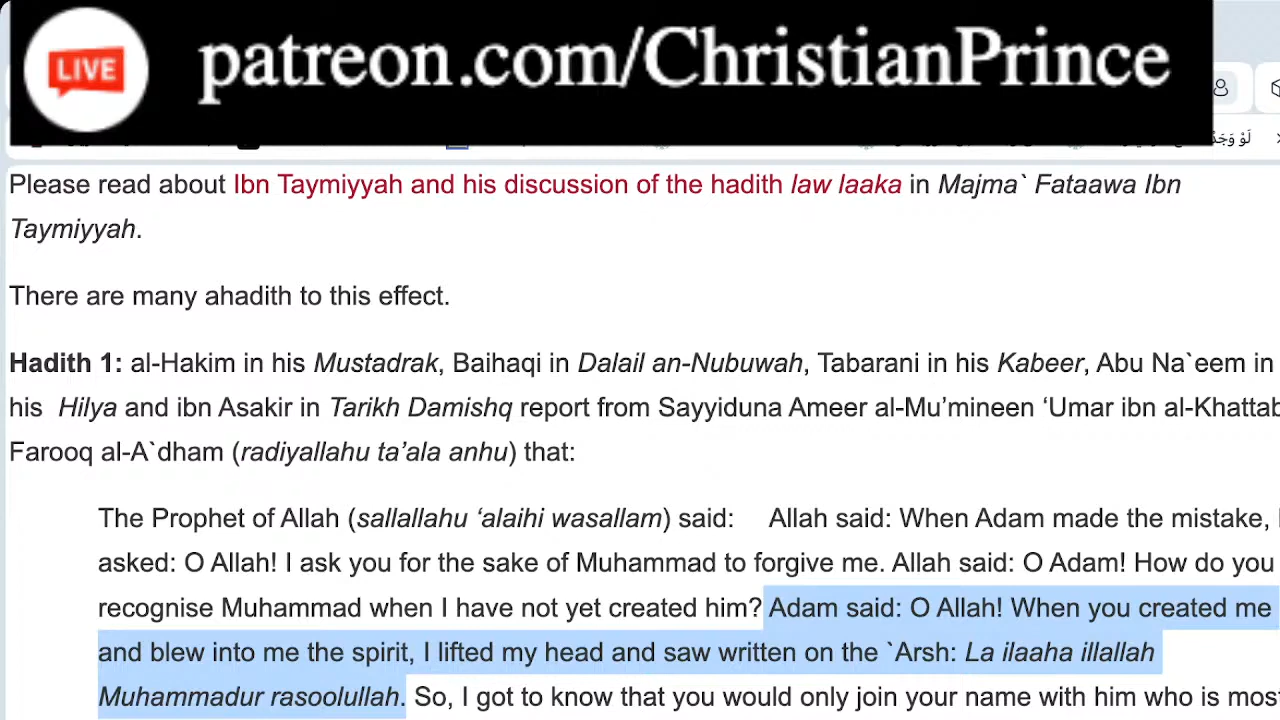 LIVE patreon.com/ChristianPrince
لَوْ
Please read about Ibn Taymiyyah and his discussion of the hadith law laaka in Majma` Fataawa Ibn
Taymiyyah.
There are many ahadith to this effect.
Hadith 1: al-Hakim in his Mustadrak, Baihaqi in Dalail an-Nubuwah, Tabarani in his Kabeer, Abu Na`eem in
his Hilya and ibn Asakir in Tarikh Damishq report from Sayyiduna Ameer al-Mu’mineen ‘Umar ibn al-Khattab
Farooq al-A`dham (radiyallahu ta’ala anhu) that:
The Prophet of Allah (sallallahu ‘alaihi wasallam) said: Allah said: When Adam made the mistake,
asked: O Allah! I ask you for the sake of Muhammad to forgive me. Allah said: O Adam! How do you
recognise Muhammad when I have not yet created him? Adam said: O Allah! When you created me
and blew into me the spirit, I lifted my head and saw written on the `Arsh: La ilaaha illallah
Muhammadur rasoolullah. So, I got to know that you would only join your name with him who is most